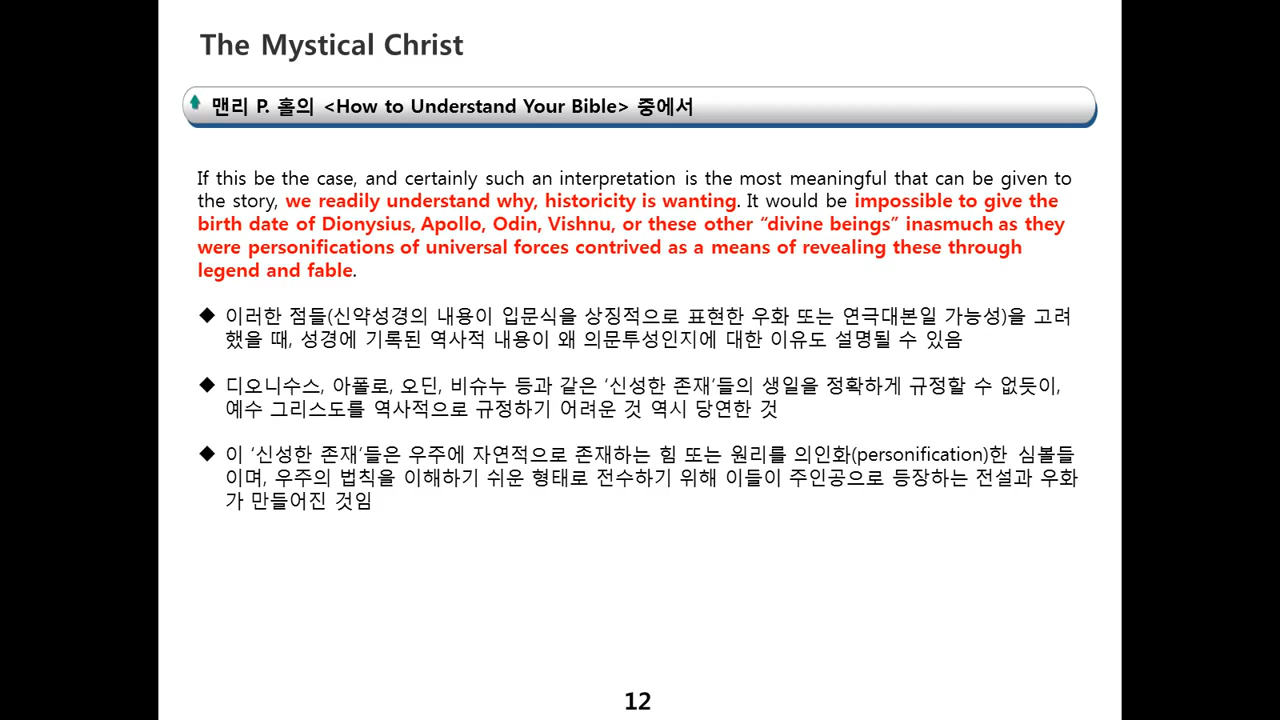 The Mystical Christ
맨리 P. 홀의 <How to Understand Your Bible> 중에서
If this be the case, and certainly such an interpretation is the most meaningful that can be given to
the story, we readily understand why, historicity is wanting. It would be impossible to give the
birth date of Dionysius, Apollo, Odin, Vishnu, or these other “divine beings” inasmuch as they
were personifications of universal forces contrived as a means of revealing these through
legend and fable.
◆ 이러한 점들(신약성경의 내용이 입문식을 상징적으로 표현한 우화 또는 연극대본일 가능성)을 고려
했을 때, 성경에 기록된 역사적 내용이 왜 의문투성인지에 대한 이유도 설명될 수 있음
◆ 디오니수스, 아폴로, 오딘, 비슈누 등과 같은 ‘신성한 존재’들의 생일을 정확하게 규정할 수 없듯이,
예수 그리스도를 역사적으로 규정하기 어려운 것 역시 당연한 것
◆ 이 ‘신성한 존재’들은 우주에 자연적으로 존재하는 힘 또는 원리를 의인화(personification)한 심볼들
이며, 우주의 법칙을 이해하기 쉬운 형태로 전수하기 위해 이들이 주인공으로 등장하는 전설과 우화
가 만들어진 것임
12